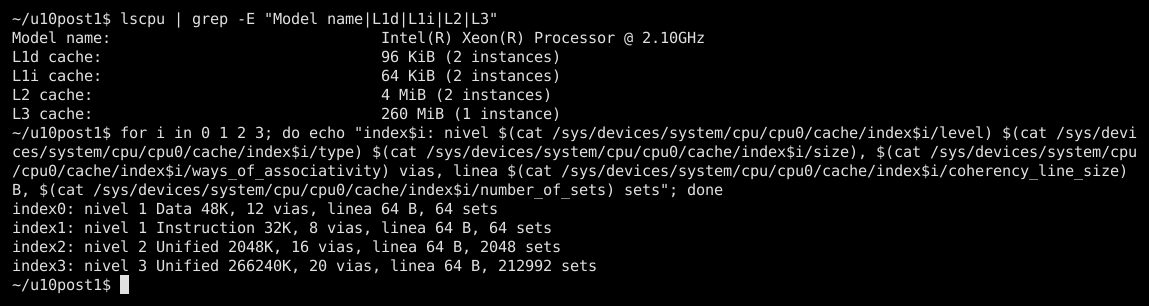 ~/u10post1$ lscpu | grep -E "Model name|L1d|L1i|L2|L3"
Model name:                              Intel(R) Xeon(R) Processor @ 2.10GHz
L1d cache:                               96 KiB (2 instances)
L1i cache:                               64 KiB (2 instances)
L2 cache:                                4 MiB (2 instances)
L3 cache:                                260 MiB (1 instance)
~/u10post1$ for i in 0 1 2 3; do echo "index$i: nivel $(cat /sys/devices/system/cpu/cpu0/cache/index$i/level) $(cat /sys/devi
ces/system/cpu/cpu0/cache/index$i/type) $(cat /sys/devices/system/cpu/cpu0/cache/index$i/size), $(cat /sys/devices/system/cpu
/cpu0/cache/index$i/ways_of_associativity) vias, linea $(cat /sys/devices/system/cpu/cpu0/cache/index$i/coherency_line_size)
B, $(cat /sys/devices/system/cpu/cpu0/cache/index$i/number_of_sets) sets"; done
index0: nivel 1 Data 48K, 12 vias, linea 64 B, 64 sets
index1: nivel 1 Instruction 32K, 8 vias, linea 64 B, 64 sets
index2: nivel 2 Unified 2048K, 16 vias, linea 64 B, 2048 sets
index3: nivel 3 Unified 266240K, 20 vias, linea 64 B, 212992 sets
~/u10post1$